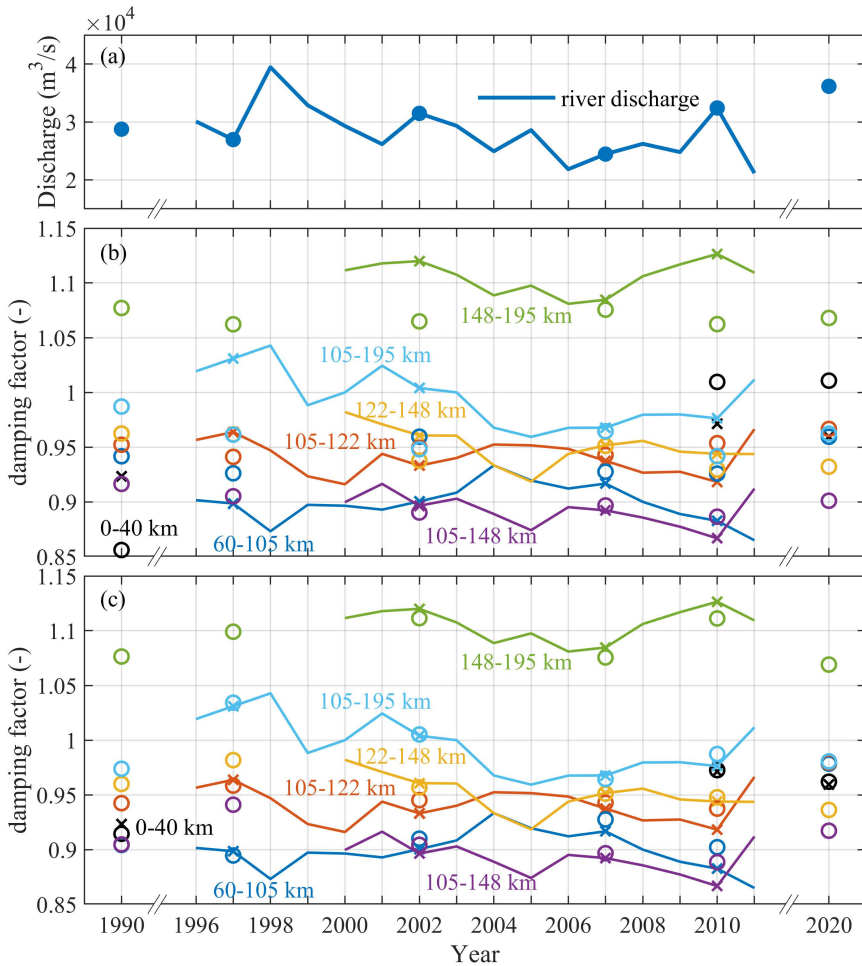 ×10⁴
(a)
Discharge (m³/s)
4
3
2
river discharge
(b)
damping factor (-)
1.15
1.1
1.05
1
0.95
0.9
0.85
148-195 km
105-195 km
122-148 km
105-122 km
0-40 km
60-105 km
105-148 km
(c)
damping factor (-)
1.15
1.1
1.05
1
0.95
0.9
0.85
148-195 km
105-195 km
122-148 km
105-122 km
0-40 km
60-105 km
105-148 km
1990 1996 1998 2000 2002 2004 2006 2008 2010 2020
Year